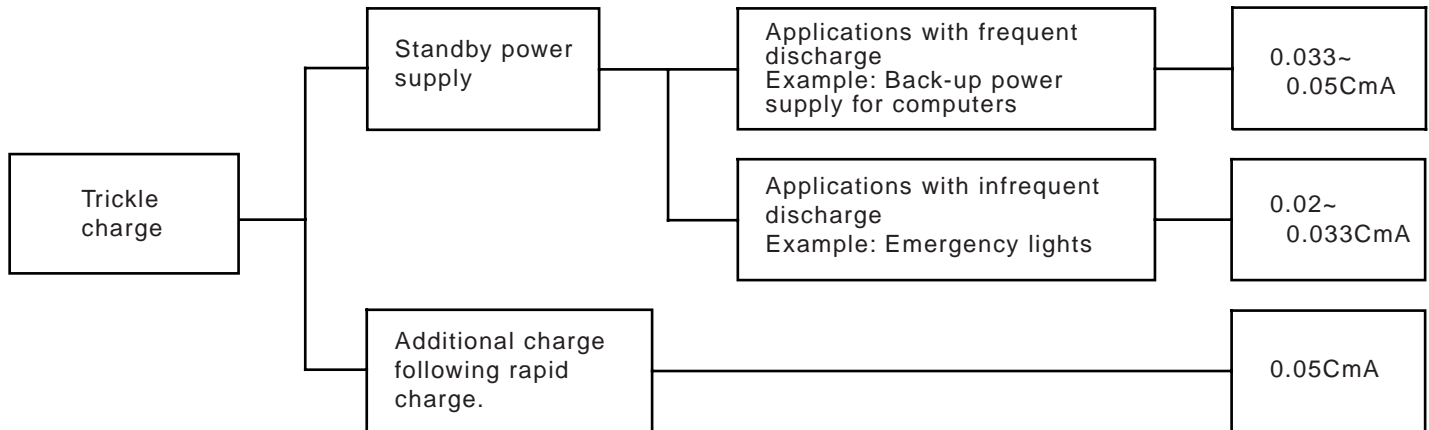 Trickle
charge
Standby power
supply
Applications with frequent
discharge
Example: Back-up power
supply for computers
0.033~
0.05CmA
Applications with infrequent
discharge
Example: Emergency lights
0.02~
0.033CmA
Additional charge
following rapid
charge.
0.05CmA